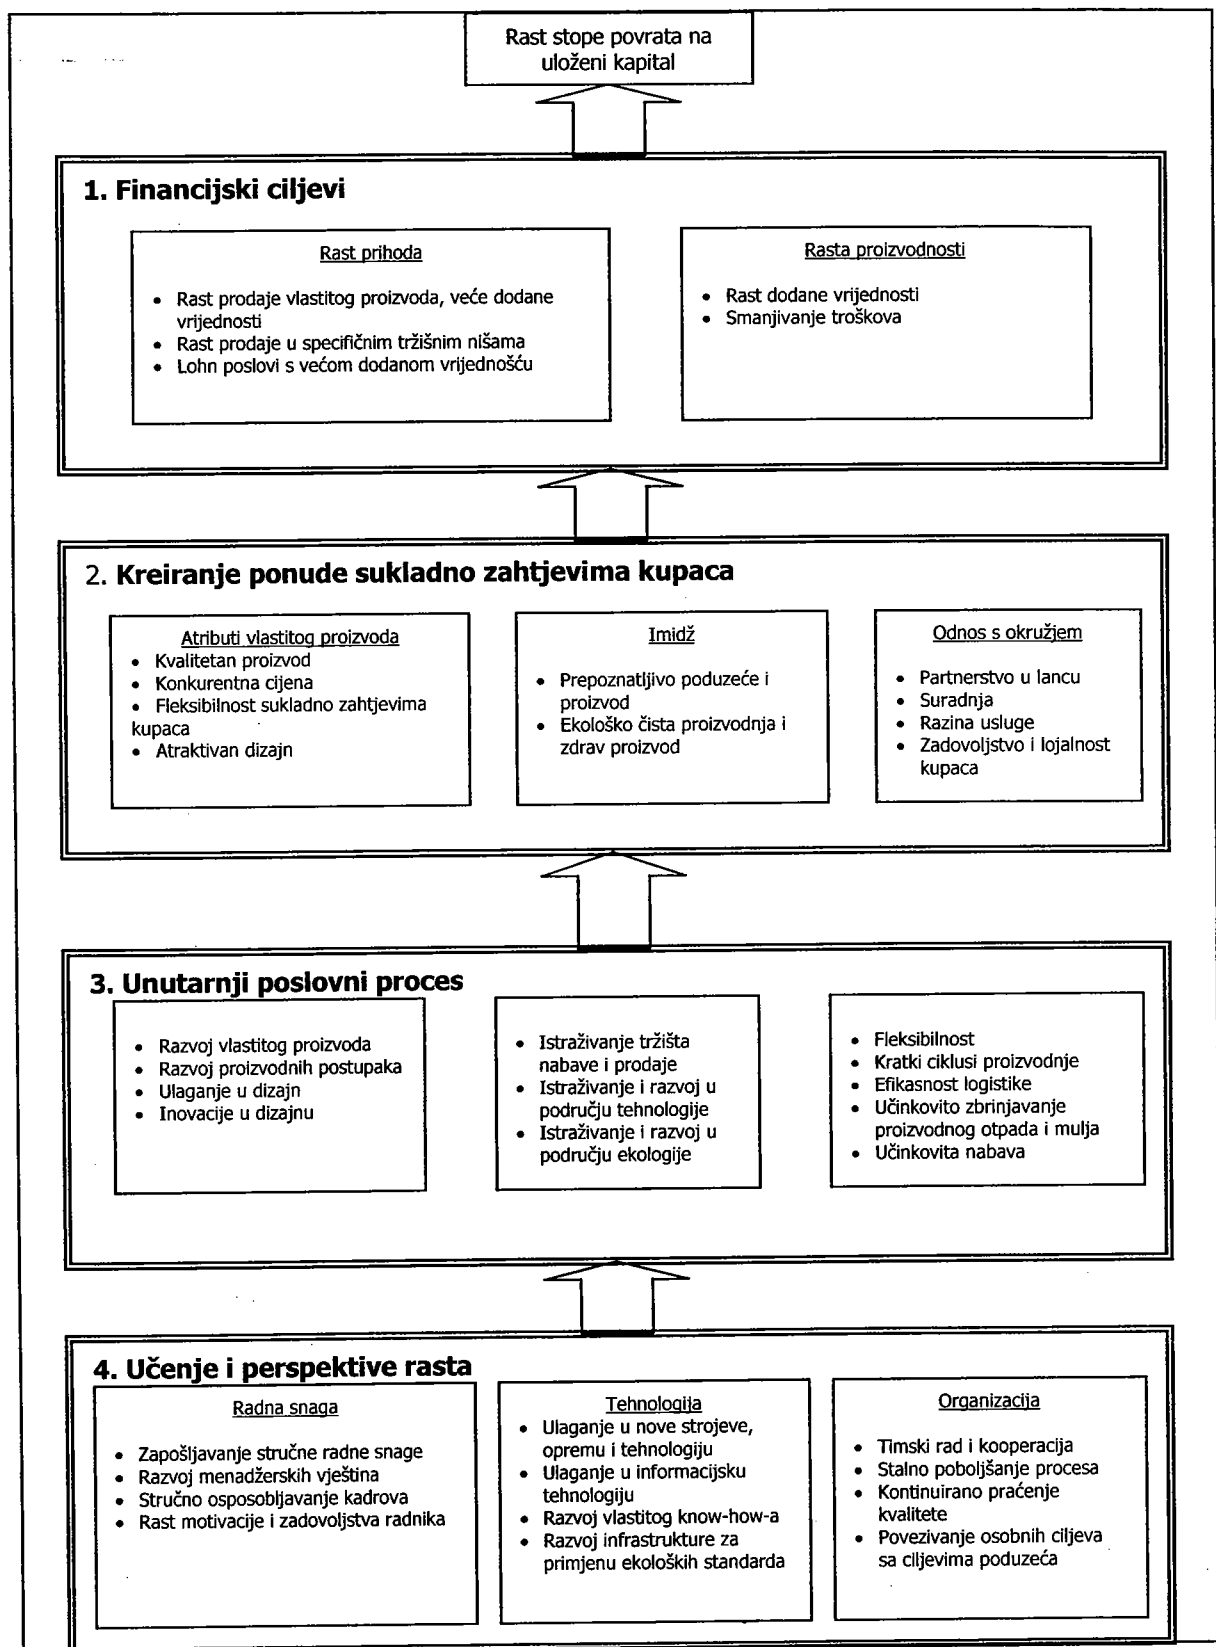 Rast stope povrata na
uloženi kapital
1. Financijski ciljevi
Rast prihoda
• Rast prodaje vlastitog proizvoda, veće dodane
vrijednosti
• Rast prodaje u specifičnim tržišnim nišama
• Lohn poslovi s većom dodanom vrijednošću
Rasta proizvodnosti
• Rast dodane vrijednosti
• Smanjivanje troškova
2. Kreiranje ponude sukladno zahtjevima kupaca
Atributi vlastitog proizvoda
• Kvalitetan proizvod
• Konkurentna cijena
• Fleksibilnost sukladno zahtjevima
kupaca
• Atraktivan dizajn
Imidž
• Prepoznatljivo poduzeće i
proizvod
• Ekološko čista proizvodnja i
zdrav proizvod
Odnos s okružjem
• Partnerstvo u lancu
• Suradnja
• Razina usluge
• Zadovoljstvo i lojalnost
kupaca
3. Unutarnji poslovni proces
• Razvoj vlastitog proizvoda
• Razvoj proizvodnih postupaka
• Ulaganje u dizajn
• Inovacije u dizajnu
• Istraživanje tržišta
nabave i prodaje
• Istraživanje i razvoj u
području tehnologije
• Istraživanje i razvoj u
području ekologije
• Fleksibilnost
• Kratki ciklusi proizvodnje
• Efikasnost logistike
• Učinkovito zbrinjavanje
proizvodnog otpada i mulja
• Učinkovita nabava
4. Učenje i perspektive rasta
Radna snaga
• Zapošljavanje stručne radne snage
• Razvoj menadžerskih vještina
• Stručno osposobljavanje kadrova
• Rast motivacije i zadovoljstva radnika
Tehnologija
• Ulaganje u nove strojeve,
opremu i tehnologiju
• Ulaganje u informacijsku
tehnologiju
• Razvoj vlastitog know-how-a
• Razvoj infrastrukture za
primjenu ekoloških standarda
Organizacija
• Timski rad i kooperacija
• Stalno poboljšanje procesa
• Kontinuirano praćenje
kvalitete
• Povezivanje osobnih ciljeva
sa ciljevima poduzeća